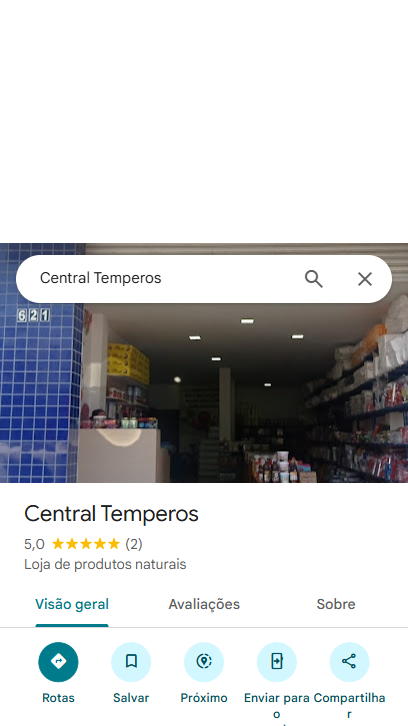 Central Temperos
621
Central Temperos
5,0 (2)
Loja de produtos naturais
Visão geral Avaliações Sobre
Rotas Salvar Próximo Enviar para o Compartilhar